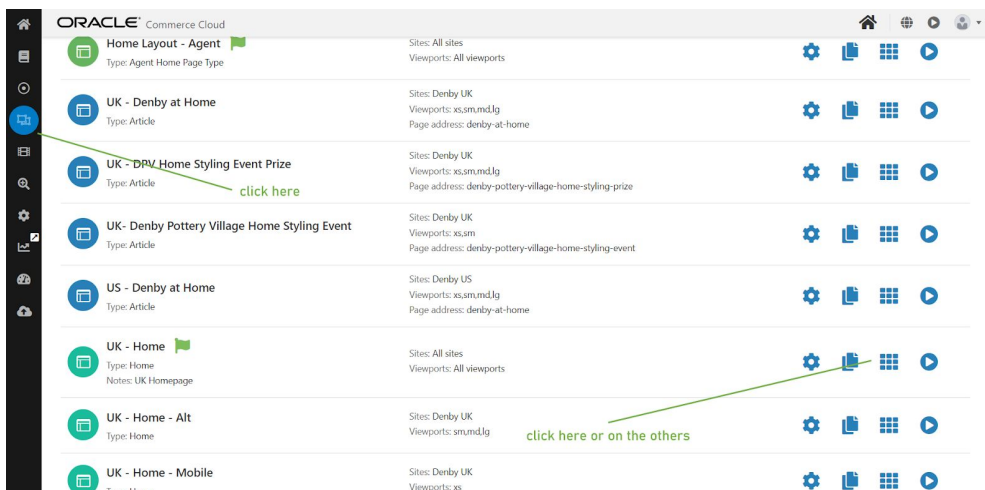 ORACLE® Commerce Cloud
Home Layout - Agent
Type: Agent Home Page Type
Sites: All sites
Viewports: All viewports
UK - Denby at Home
Type: Article
Sites: Denby UK
Viewports: xs,sm,md,lg
Page address: denby-at-home
UK - DPV Home Styling Event Prize
Type: Article
Sites: Denby UK
Viewports: xs,sm,md,lg
Page address: denby-pottery-village-home-styling-prize
click here
UK- Denby Pottery Village Home Styling Event
Type: Article
Sites: Denby UK
Viewports: xs,sm
Page address: denby-pottery-village-home-styling-event
US - Denby at Home
Type: Article
Sites: Denby US
Viewports: xs,sm,md,lg
Page address: denby-at-home
UK - Home
Type: Home
Notes: UK Homepage
Sites: All sites
Viewports: All viewports
UK - Home - Alt
Type: Home
Sites: Denby UK
Viewports: sm,md,lg
click here or on the others
UK - Home - Mobile
Sites: Denby UK
Viewports: xs